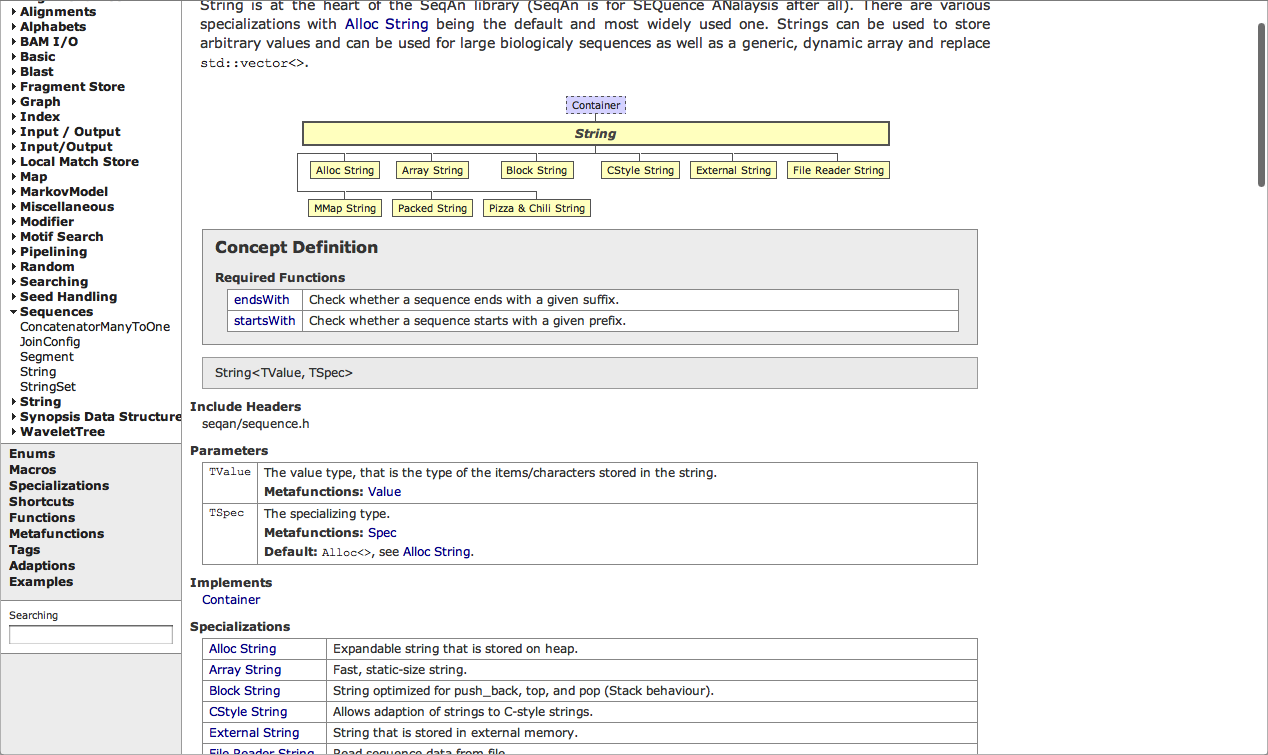 Alignments
Alphabets
BAM I/O
Basic
Blast
Fragment Store
Graph
Index
Input / Output
Input/Output
Local Match Store
Map
MarkovModel
Miscellaneous
Modifier
Motif Search
Pipelining
Random
Searching
Seed Handling
Sequences
ConcatenatorManyToOne
JoinConfig
Segment
String
StringSet
String
Synopsis Data Structure
WaveletTree
Enums
Macros
Specializations
Shortcuts
Functions
Metafunctions
Tags
Adaptions
Examples
Searching
String is at the heart of the SeqAn library (SeqAn is for SEQuence ANalaysis after all). There are various
specializations with Alloc String being the default and most widely used one. Strings can be used to store
arbitrary values and can be used for large biologicaly sequences as well as a generic, dynamic array and replace
std::vector<>.
Container
String
Alloc String Array String Block String CStyle String External String File Reader String
MMap String Packed String Pizza & Chili String
Concept Definition
Required Functions
endsWith Check whether a sequence ends with a given suffix.
startsWith Check whether a sequence starts with a given prefix.
String<TValue, TSpec>
Include Headers
seqan/sequence.h
Parameters
TValue The value type, that is the type of the items/characters stored in the string.
Metafunctions: Value
TSpec The specializing type.
Metafunctions: Spec
Default: Alloc<>, see Alloc String.
Implements
Container
Specializations
Alloc String Expandable string that is stored on heap.
Array String Fast, static-size string.
Block String String optimized for push_back, top, and pop (Stack behaviour).
CStyle String Allows adaption of strings to C-style strings.
External String String that is stored in external memory.
File Reader String Read sequence data from file.